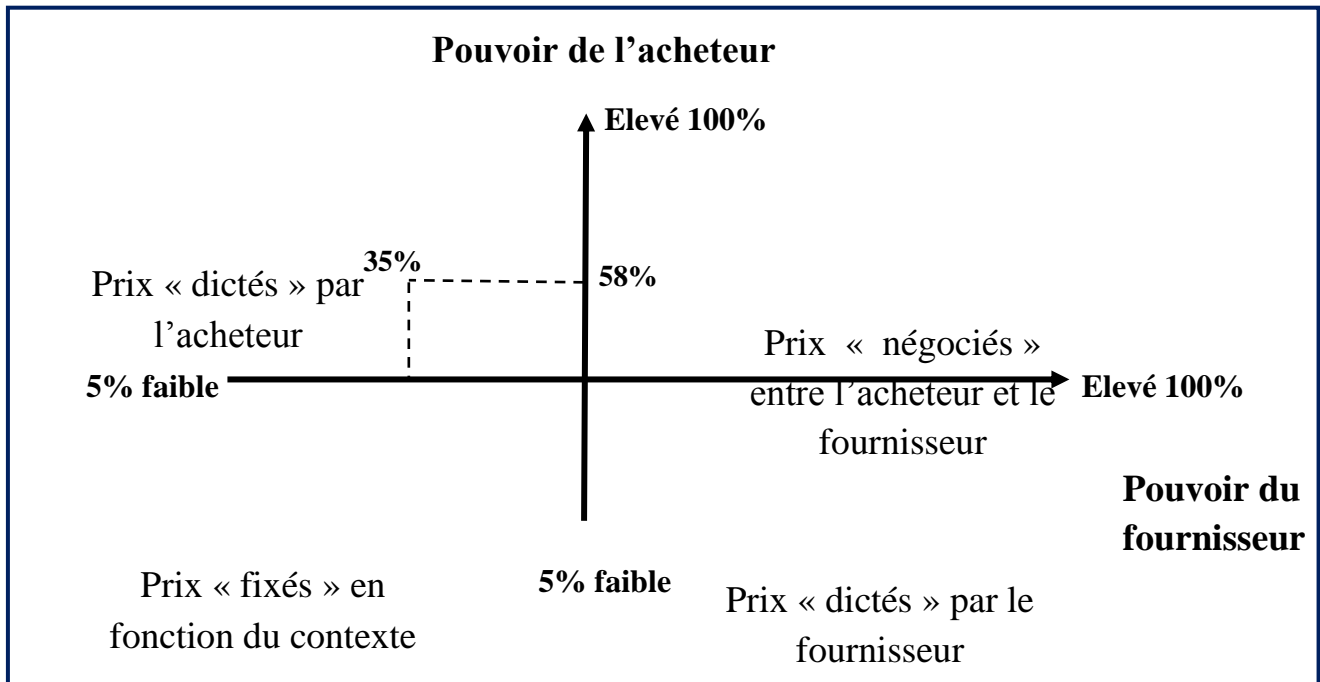 Pouvoir de l’acheteur
Elevé 100%
35%
58%
Prix « dictés » par
l’acheteur
5% faible
Prix « négociés »
entre l’acheteur et le
fournisseur
Elevé 100%
Pouvoir du
fournisseur
5% faible
Prix « fixés » en
fonction du contexte
Prix « dictés » par le
fournisseur